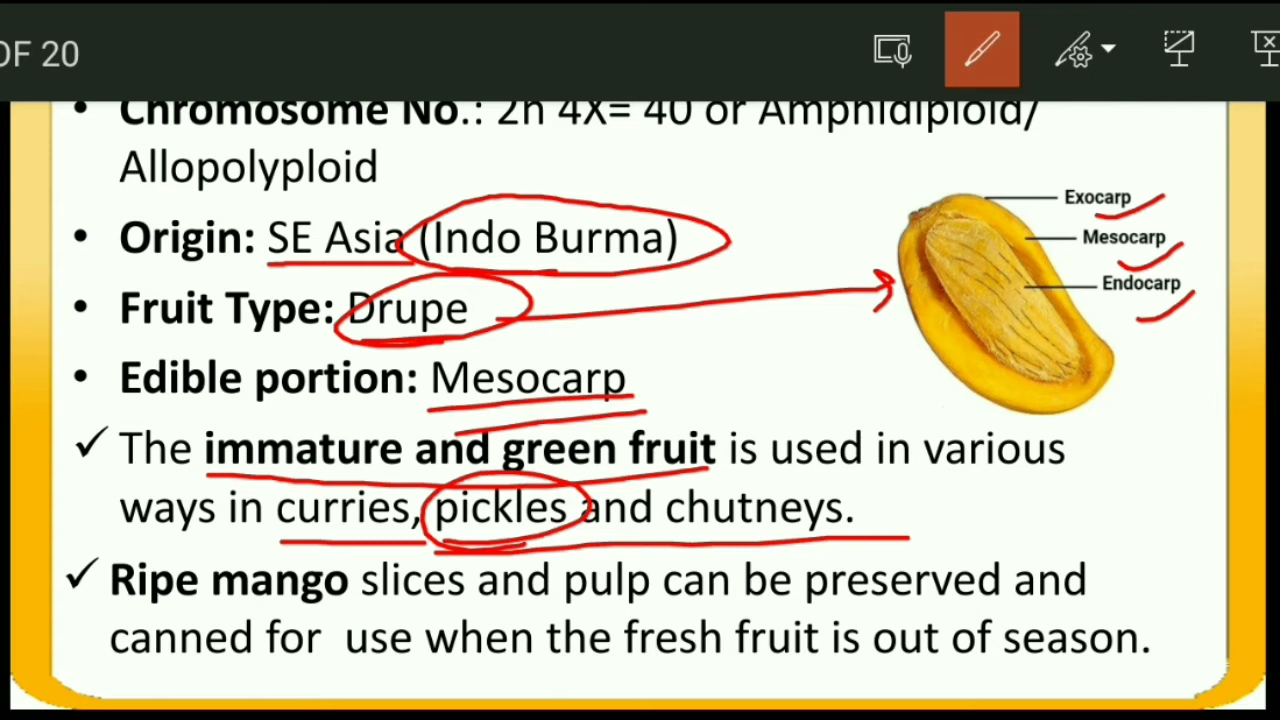 OF 20
• Chromosome No.: 2n 4X= 40 or Amphidiploid/
Allopolyploid
• Origin: SE Asia (Indo Burma)
• Fruit Type: Drupe
• Edible portion: Mesocarp
✓ The immature and green fruit is used in various
ways in curries, pickles and chutneys.
✓ Ripe mango slices and pulp can be preserved and
canned for use when the fresh fruit is out of season.
Exocarp
Mesocarp
Endocarp